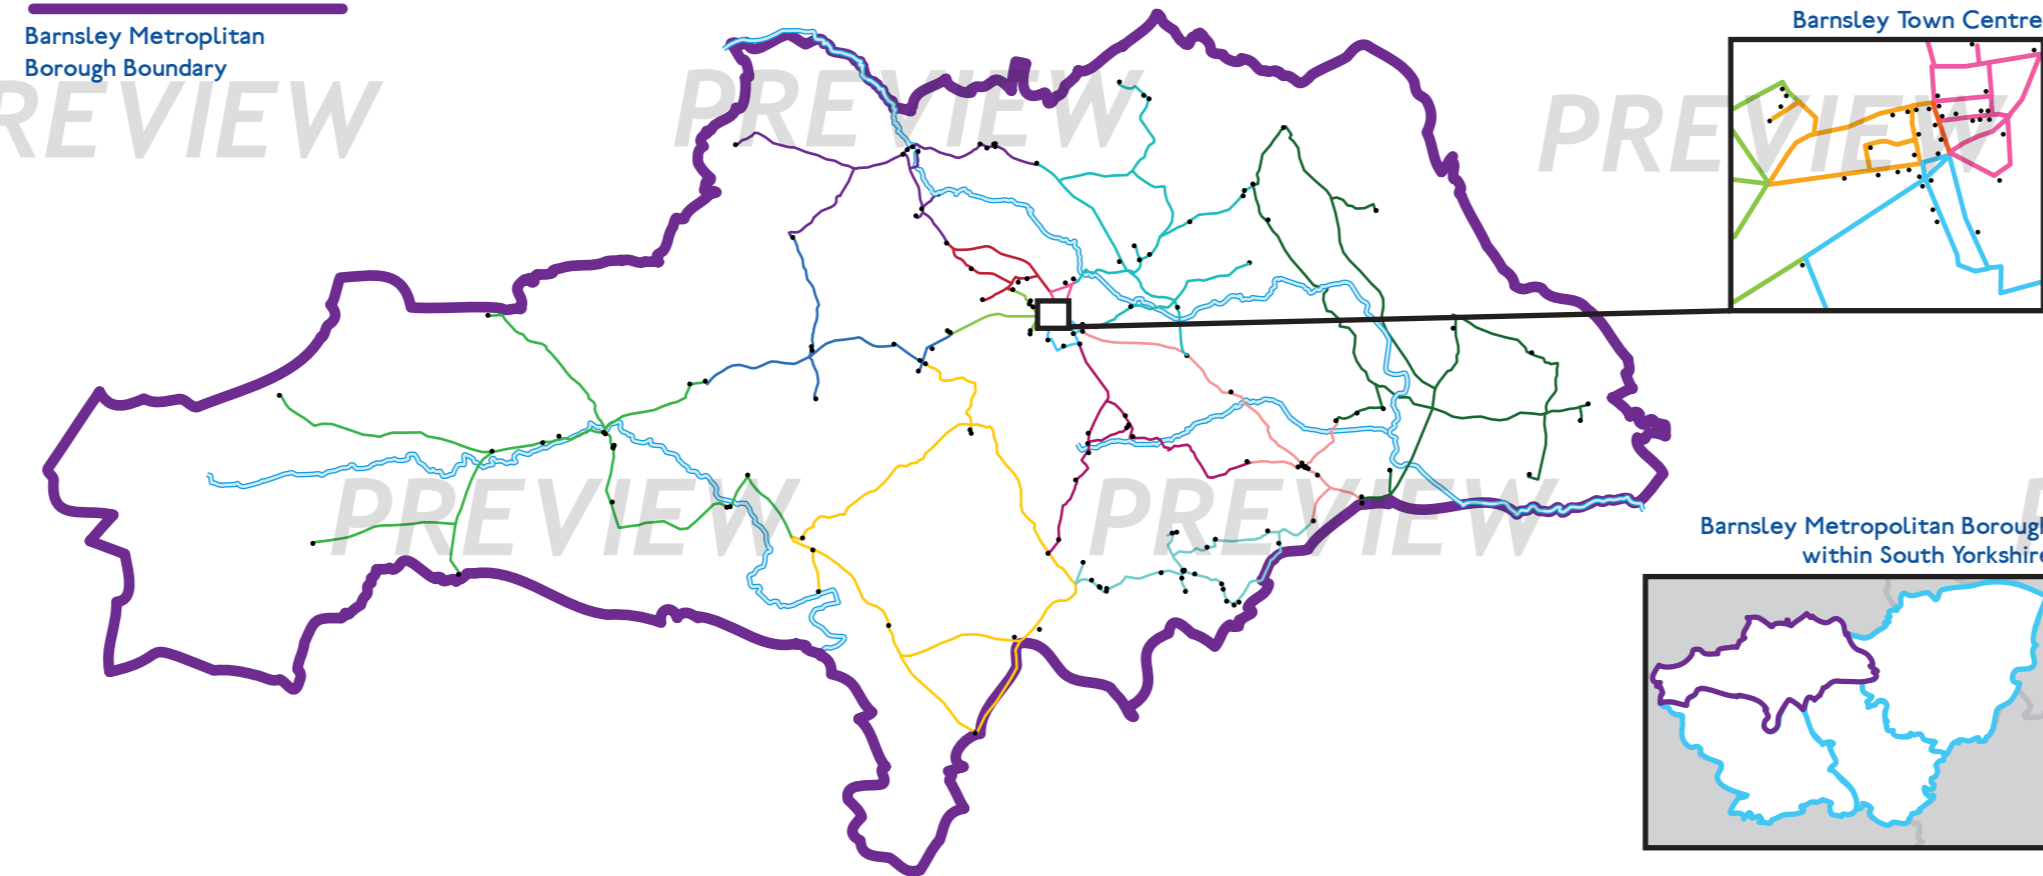 Barnsley Metroplitan
Borough Boundary
Barnsley Town Centre
PREVIEW
PREVIEW
PREVIEW
PREVIEW
PREVIEW
Barnsley Metropolitan Borough
within South Yorkshire